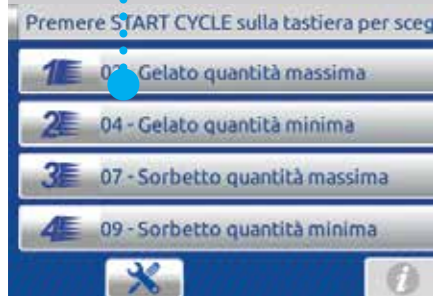 Premere START CYCLE sulla tastiera per sceg
1 - Gelato quantità massima
2 04 - Gelato quantità minima
3 07 - Sorbetto quantità massima
4 09 - Sorbetto quantità minima
i